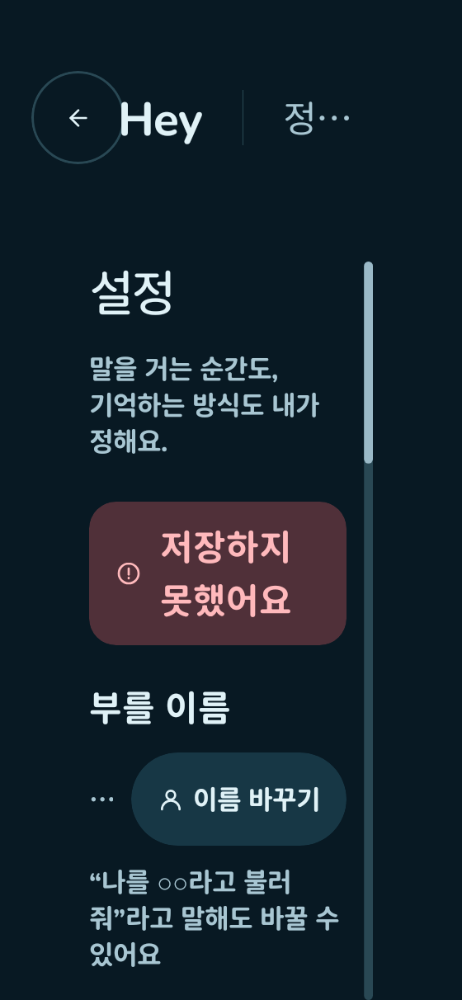 Hey
정…
설정
말을 거는 순간도,
기억하는 방식도 내가
정해요.
저장하지
못했어요
부를 이름
… 이름 바꾸기
“나를 ○○라고 불러
줘”라고 말해도 바꿀 수
있어요